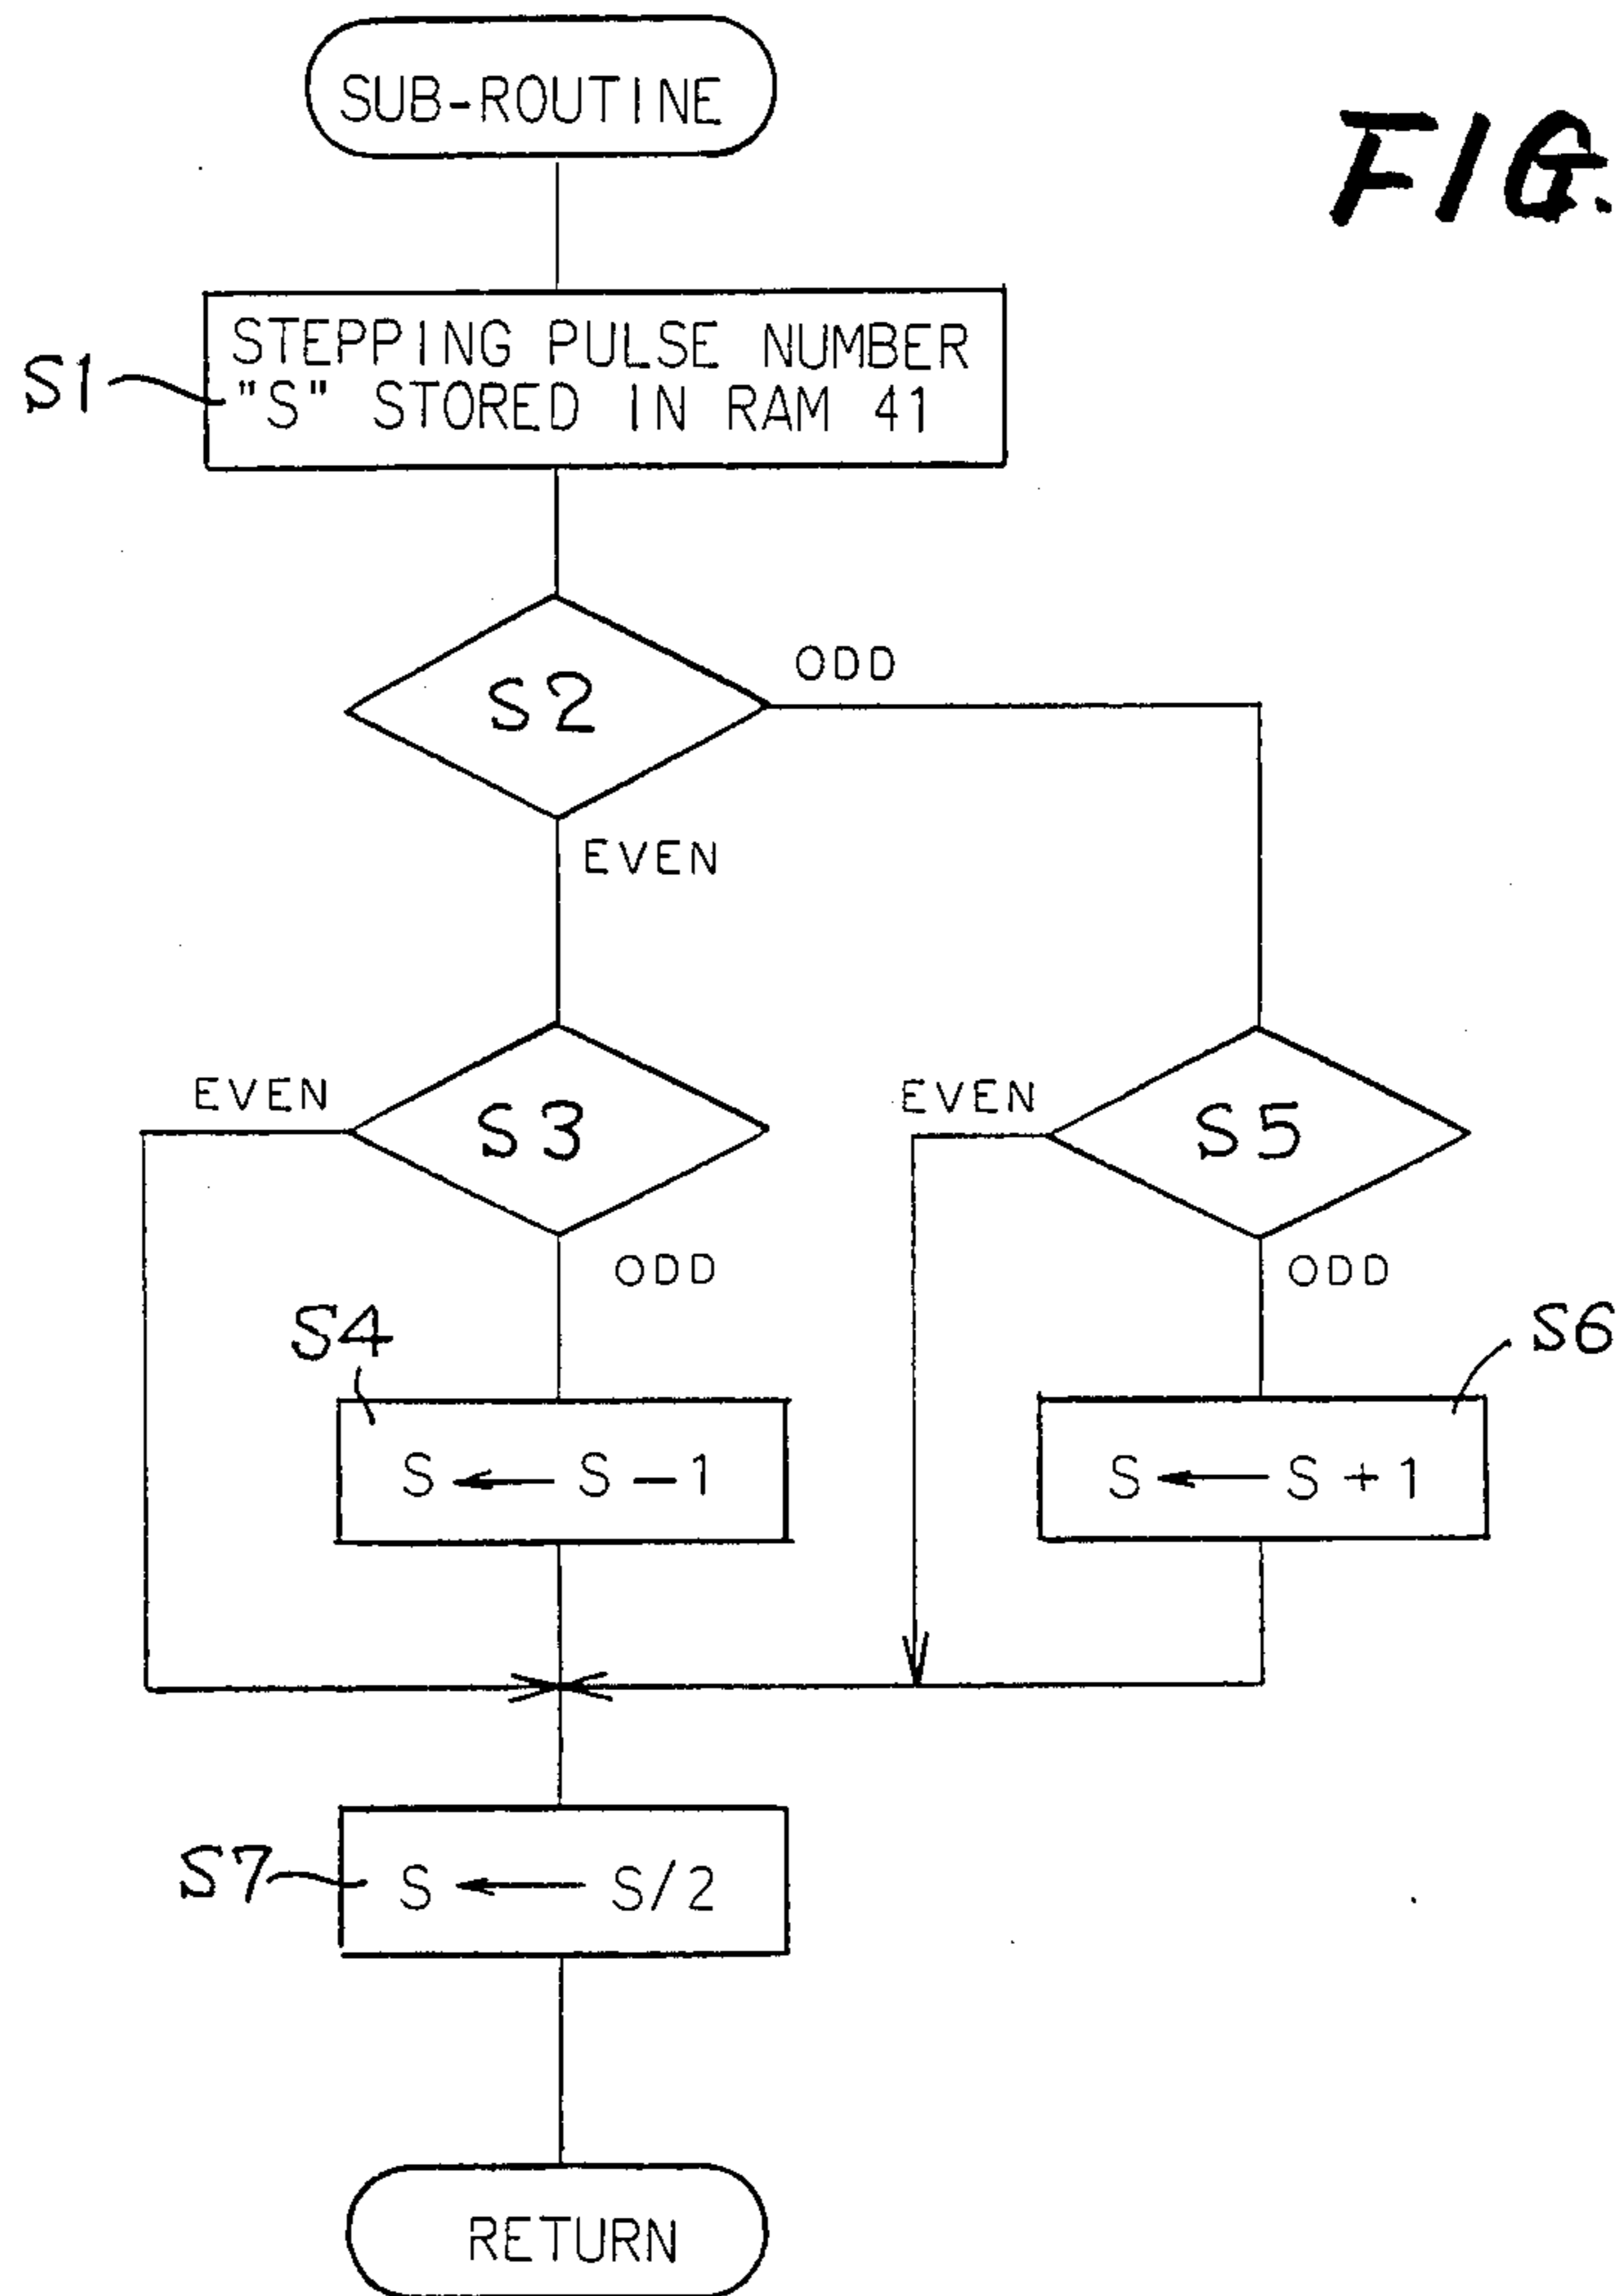 SUB-ROUTINE
FIG.
S1
STEPPING PULSE NUMBER
"S" STORED IN RAM 41
S2
ODD
EVEN
EVEN
S3
ODD
EVEN
S5
ODD
S4
S ← S-1
S6
S ← S+1
S7
S ← S/2
RETURN